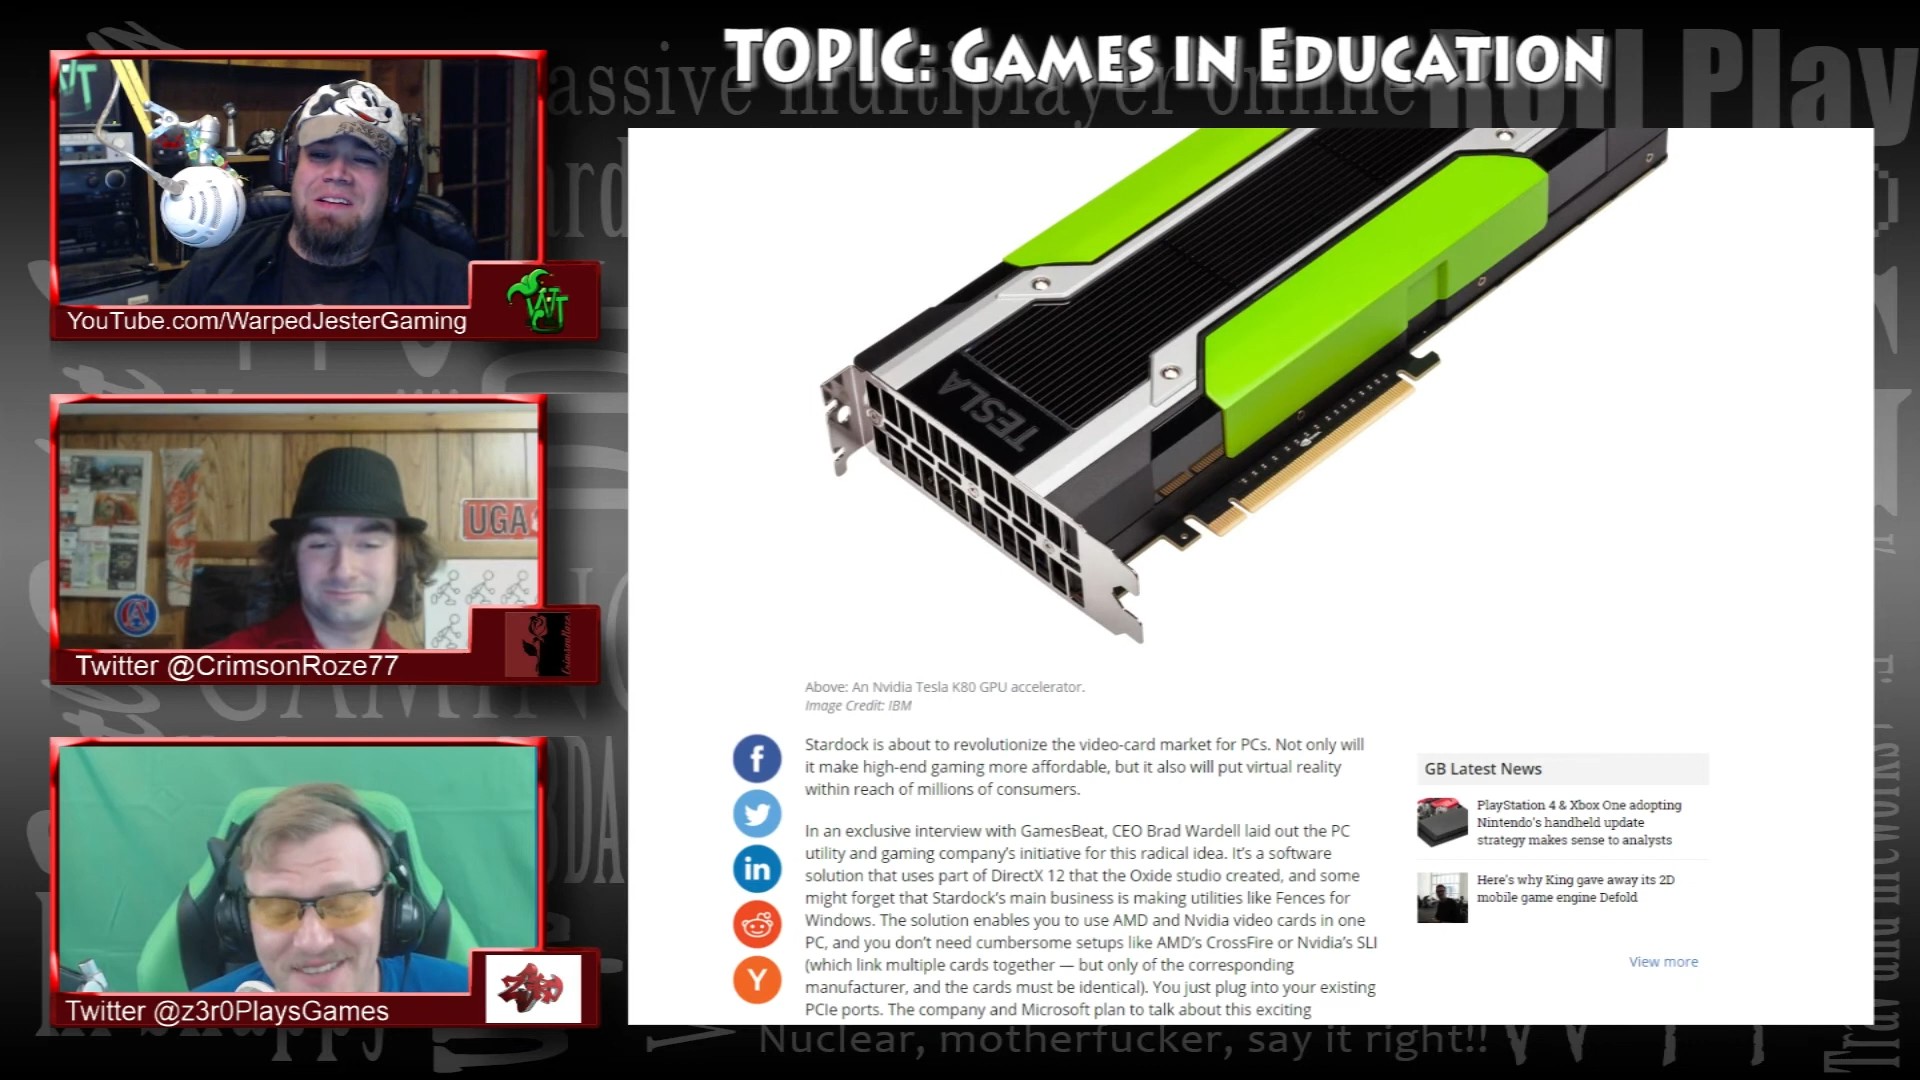 TOPIC: GAMES IN EDUCATION
assive multiplayer online
Roll Play
YouTube.com/WarpedJesterGaming
WT
UGA
Twitter @CrimsonRoze77
Twitter @z3r0PlaysGames
TESLA
Above: An Nvidia Tesla K80 GPU accelerator.
Image Credit: IBM
Stardock is about to revolutionize the video-card market for PCs. Not only will
it make high-end gaming more affordable, but it also will put virtual reality
within reach of millions of consumers.
In an exclusive interview with GamesBeat, CEO Brad Wardell laid out the PC
utility and gaming company's initiative for this radical idea. It's a software
solution that uses part of DirectX 12 that the Oxide studio created, and some
might forget that Stardock's main business is making utilities like Fences for
Windows. The solution enables you to use AMD and Nvidia video cards in one
PC, and you don't need cumbersome setups like AMD's CrossFire or Nvidia's SLI
(which link multiple cards together — but only of the corresponding
manufacturer, and the cards must be identical). You just plug into your existing
PCIe ports. The company and Microsoft plan to talk about this exciting
GB Latest News
PlayStation 4 & Xbox One adopting
Nintendo's handheld update
strategy makes sense to analysts
Here's why King gave away its 2D
mobile game engine Defold
View more
Nuclear, motherfucker, say it right!!